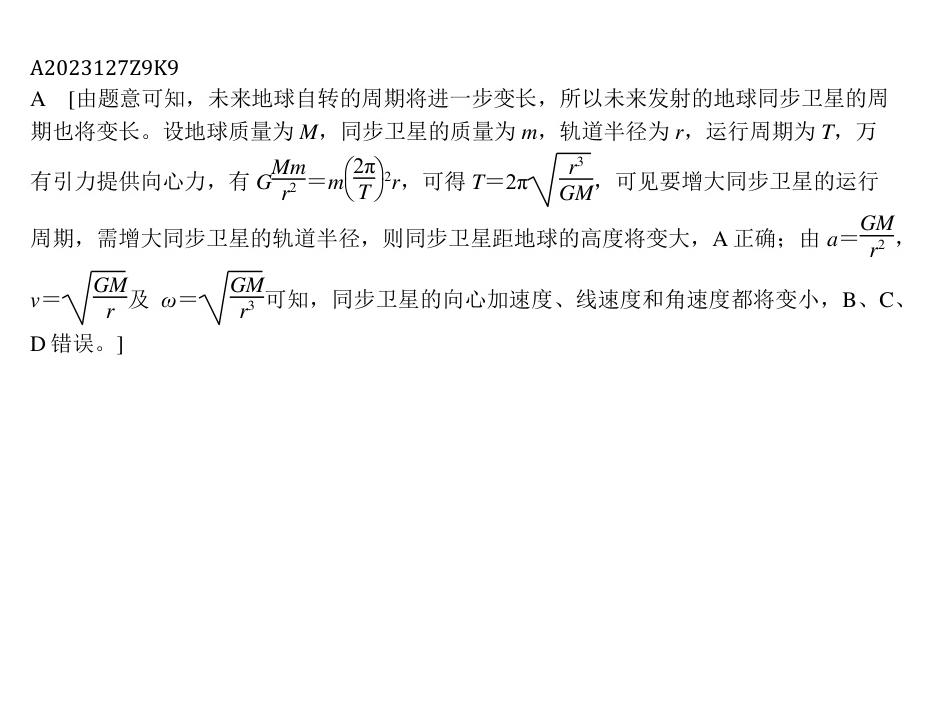 A2023127Z9K9
A [由题意可知，未来地球自转的周期将进一步变长，所以未来发射的地球同步卫星的周
期也将变长。设地球质量为 M，同步卫星的质量为 m，轨道半径为 r，运行周期为 T，万
有引力提供向心力，有 G\frac{Mm}{r^2}＝m(\frac{2π}{T})^2r，可得 T＝2π\sqrt{\frac{r^3}{GM}}，可见要增大同步卫星的运行
周期，需增大同步卫星的轨道半径，则同步卫星距地球的高度将变大，A 正确；由 a＝\frac{GM}{r^2}，
v＝\sqrt{\frac{GM}{r}}及 ω＝\sqrt{\frac{GM}{r^3}}可知，同步卫星的向心加速度、线速度和角速度都将变小，B、C、
D 错误。]